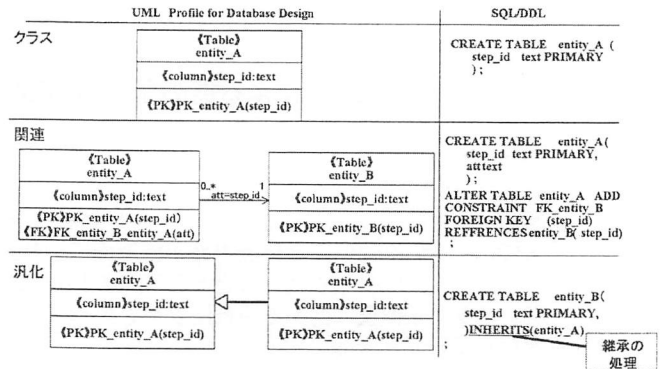 UML Profile for Database Design
SQL/DDL
クラス
《Table》
entity_A
《column》step_id:text
《PK》PK_entity_A(step_id)
CREATE TABLE entity_A (
step_id text PRIMARY
);
関連
《Table》
entity_A
《column》step_id:text
《PK》PK_entity_A(step_id)
《FK》FK_entity_B_entity_A(att)
0..*
1
att=step_id
《Table》
entity_B
《column》step_id:text
《PK》PK_entity_B(step_id)
CREATE TABLE entity_A(
step_id text PRIMARY,
atttext
);
ALTER TABLE entity_A ADD
CONSTRAINT FK_entity_B
FOREIGN KEY (step_id)
REFFRENCES entity_B( step_id)
;
汎化
《Table》
entity_A
《column》step_id:text
《PK》PK_entity_A(step_id)
《Table》
entity_A
《column》step_id:text
《PK》PK_entity_A(step_id)
CREATE TABLE entity_B(
step_id text PRIMARY,
)INHERITS(entity_A)
;
継承の
処理